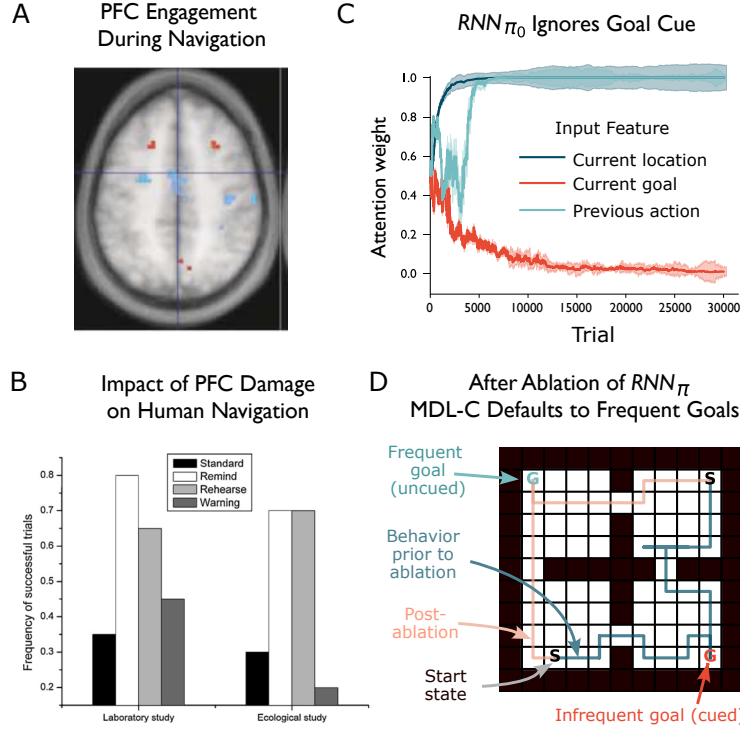 A
PFC Engagement
During Navigation
B
Impact of PFC Damage
on Human Navigation
Frequency of successful trials
0.8
0.7
0.6
0.5
0.4
0.3
0.2
Standard
Remind
Rehearse
Warning
Laboratory study
Ecological study
C
RNNπ0 Ignores Goal Cue
Attention weight
1.0
0.8
0.6
0.4
0.2
0.0
Input Feature
Current location
Current goal
Previous action
0
5000
10000
15000
20000
25000
30000
Trial
D
After Ablation of RNNπ
MDL-C Defaults to Frequent Goals
Frequent
goal
(uncued)
G
S
Behavior
prior to
ablation
Post-
ablation
S
G
Start
state
Infrequent goal (cued)